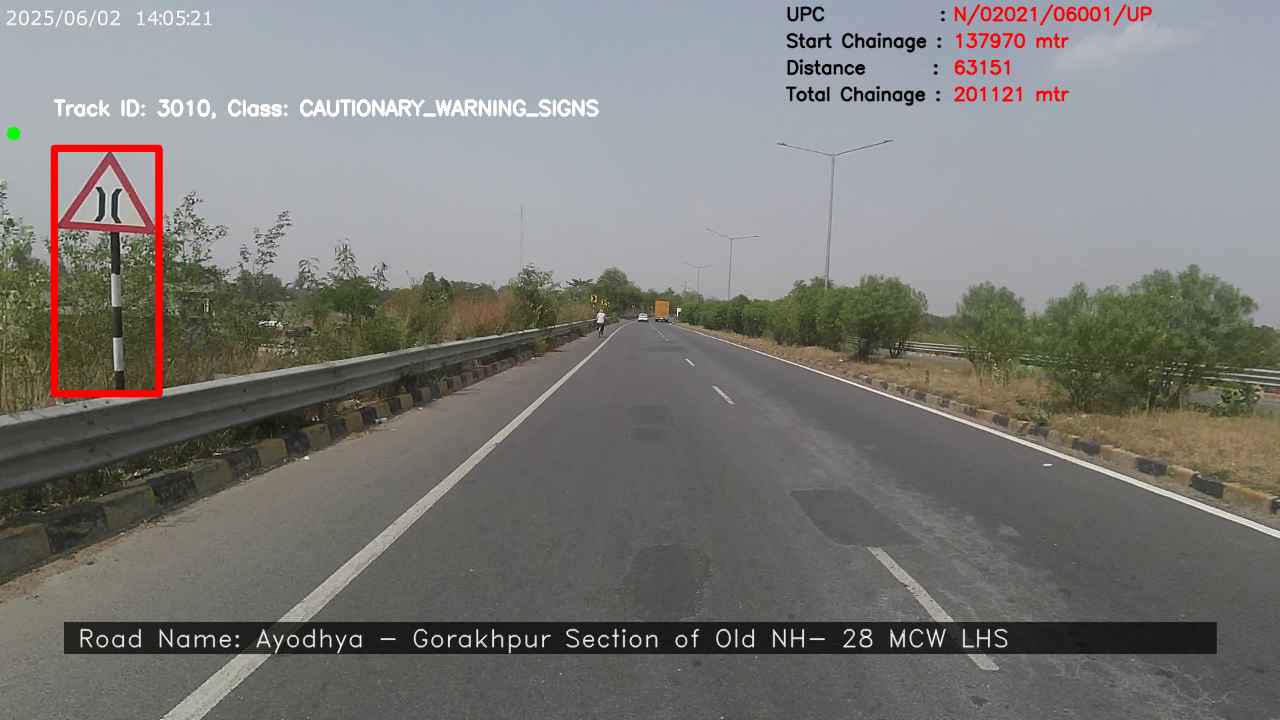 2025/06/02 14:05:21
UPC : N/02021/06001/UP
Start Chainage : 137970 mtr
Distance : 63151
Total Chainage : 201121 mtr
Track ID: 3010, Class: CAUTIONARY_WARNING_SIGNS
Road Name: Ayodhya - Gorakhpur Section of Old NH- 28 MCW LHS